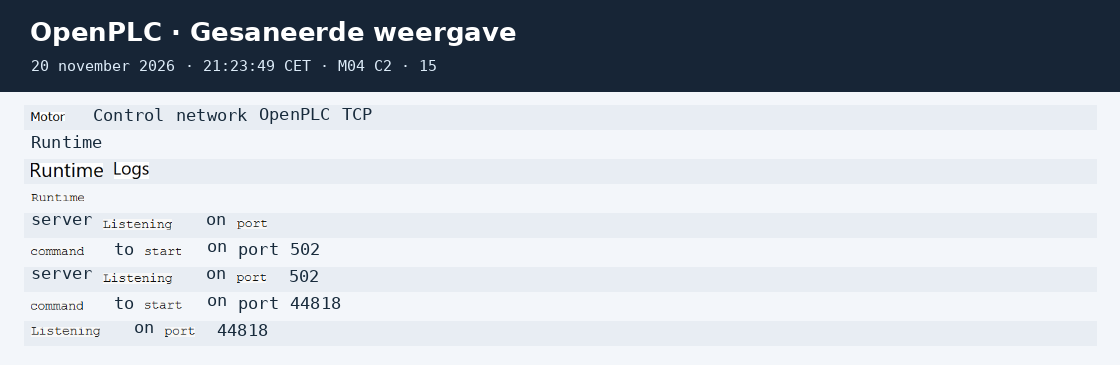 OpenPLC · Gesaneerde weergave
20 november 2026 · 21:23:49 CET · M04 C2 · 15
Motor Control network OpenPLC TCP
Runtime
Runtime Logs
Runtime
server Listening on port
command to start on port 502
server Listening on port 502
command to start on port 44818
Listening on port 44818